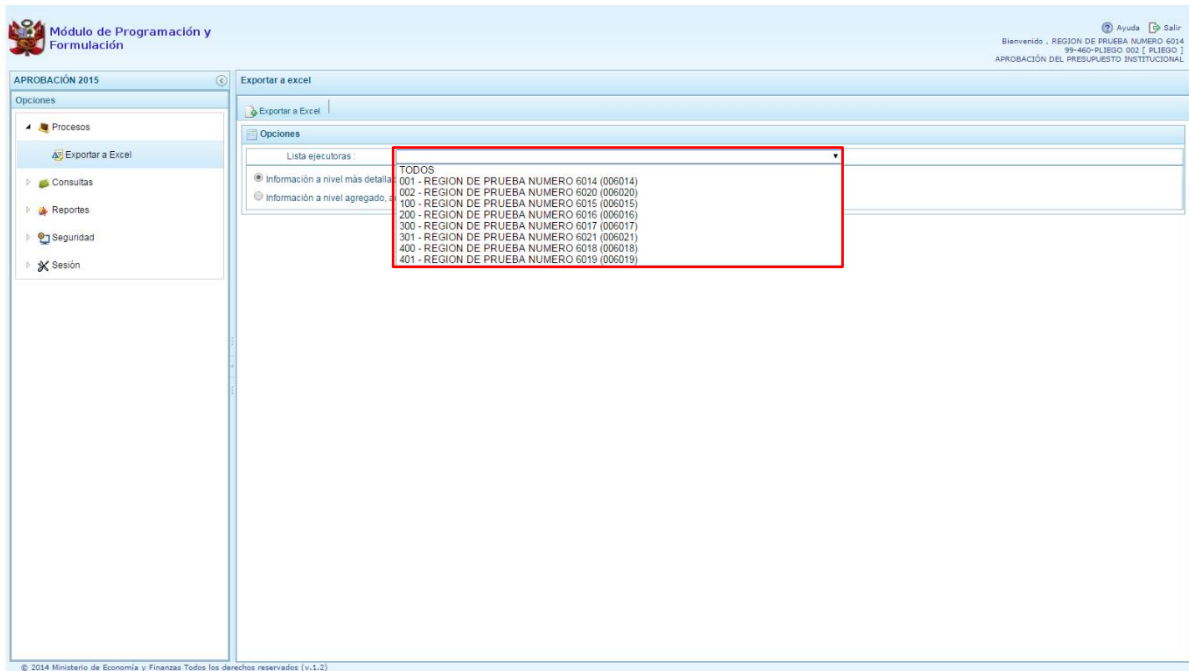 Módulo de Programación y
Formulación
Ayuda Salir
Bienvenido , REGION DE PRUEBA NUMERO 6014
99-460-PLIEGO 002 [ PLIEGO ]
APROBACIÓN DEL PRESUPUESTO INSTITUCIONAL
APROBACIÓN 2015
Opciones
Procesos
Exportar a Excel
Consultas
Reportes
Seguridad
Sesión
Exportar a excel
Exportar a Excel
Opciones
Lista ejecutoras :
TODOS
001 - REGION DE PRUEBA NUMERO 6014 (006014)
002 - REGION DE PRUEBA NUMERO 6020 (006020)
100 - REGION DE PRUEBA NUMERO 6015 (006015)
200 - REGION DE PRUEBA NUMERO 6016 (006016)
300 - REGION DE PRUEBA NUMERO 6017 (006017)
301 - REGION DE PRUEBA NUMERO 6021 (006021)
400 - REGION DE PRUEBA NUMERO 6018 (006018)
401 - REGION DE PRUEBA NUMERO 6019 (006019)
Información a nivel más detalla
Información a nivel agregado,
© 2014 Ministerio de Economía y Finanzas Todos los derechos reservados (v.1.2)